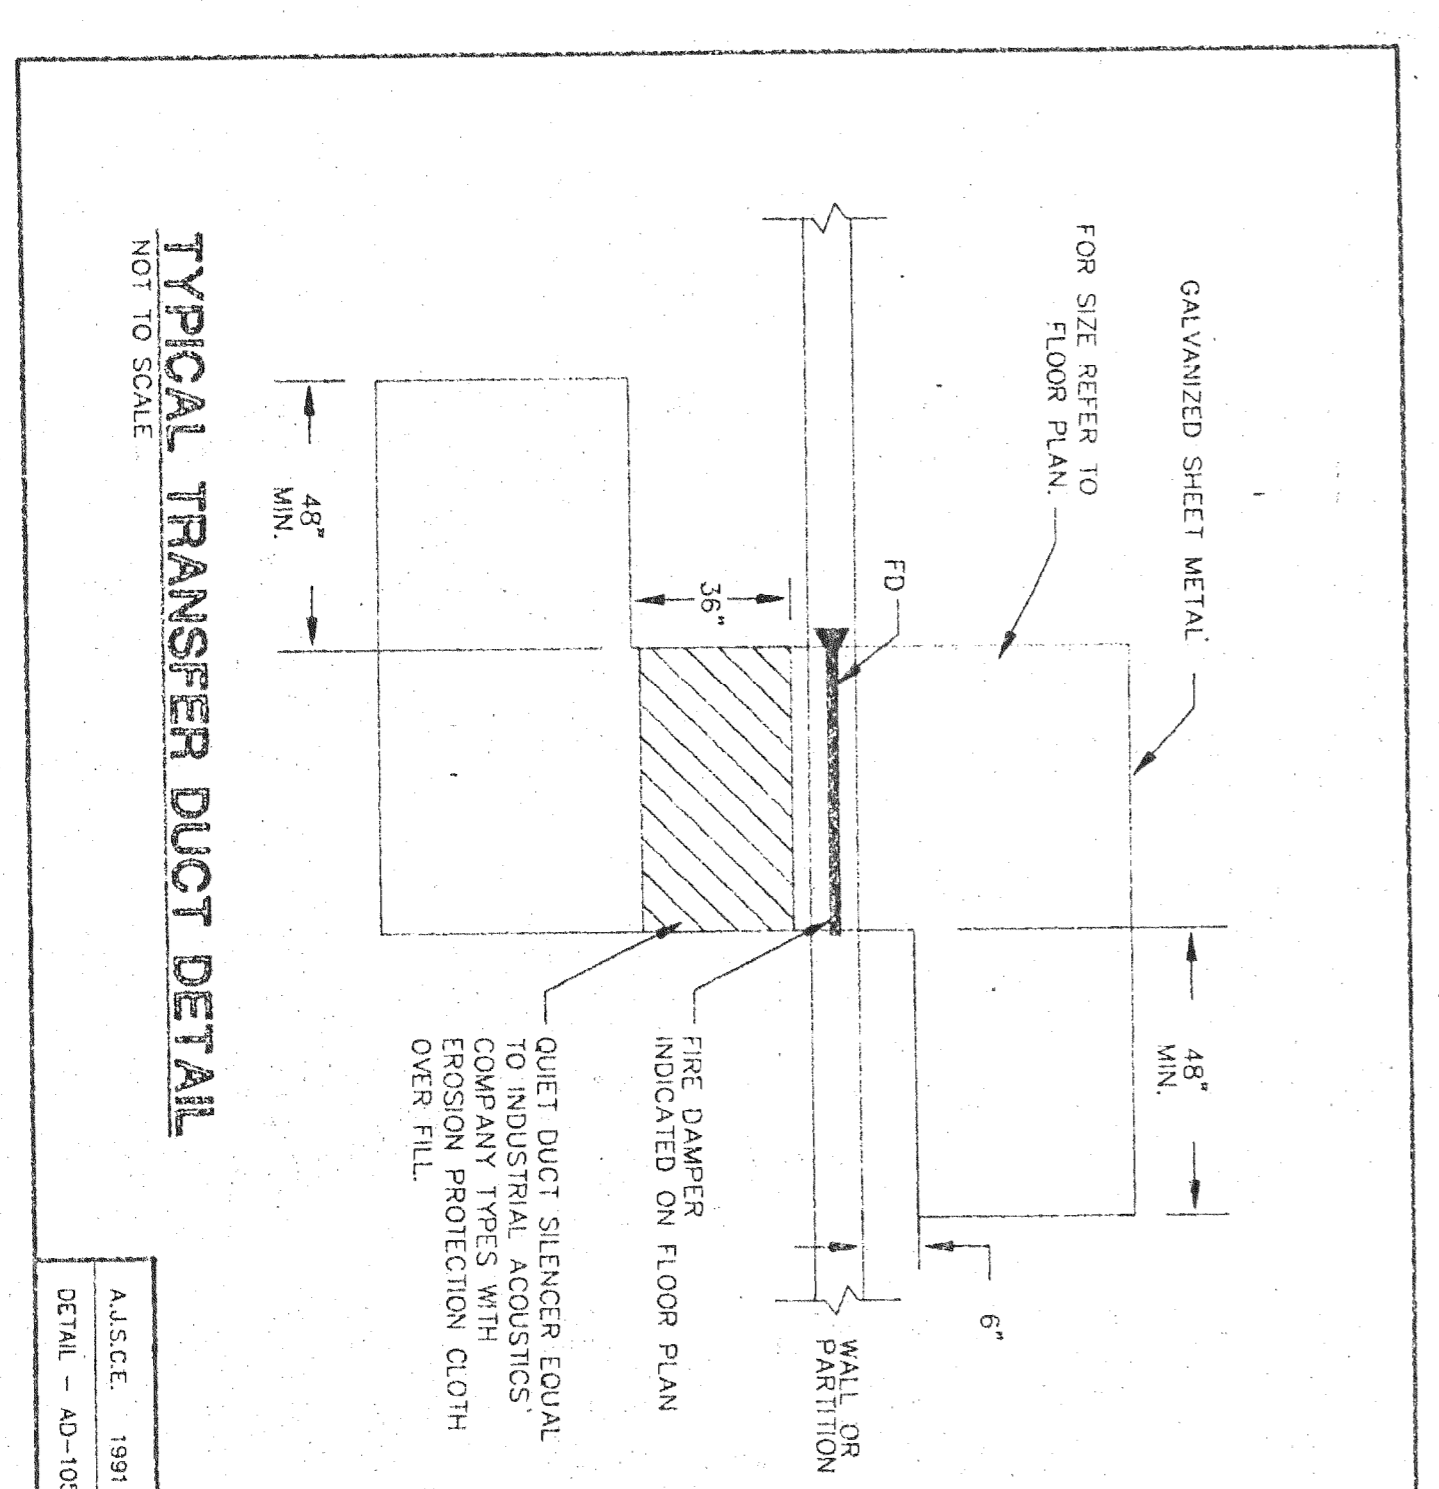 GALVANIZED SHEET METAL
FOR SIZE REFER TO
FLOOR PLAN.
48"
MIN.
6"
FD
WALL OR
PARTITION
36"
FIRE DAMPER
INDICATED ON FLOOR PLAN
QUIET DUCT SILENCER EQUAL
TO INDUSTRIAL ACOUSTICS
COMPANY TYPES WITH
EROSION PROTECTION CLOTH
OVER FILL.
48"
MIN.
TYPICAL TRANSFER DUCT DETAIL
NOT TO SCALE
A.J.S.C.E. 1991
DETAIL - AD-105